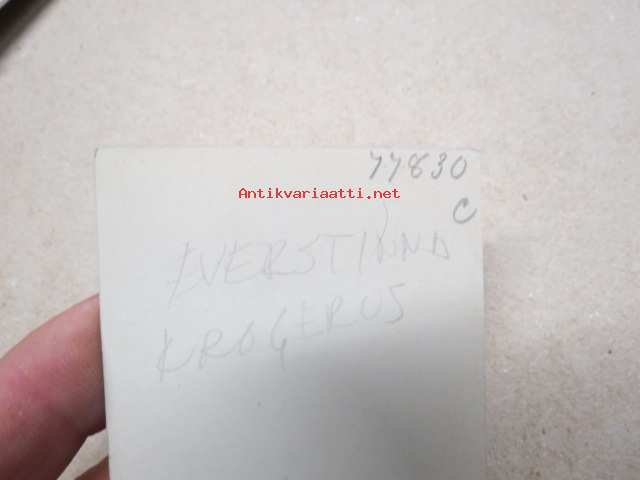 77830
Antikvariaatti.net
C
EVERSTINNA
KROGERUS